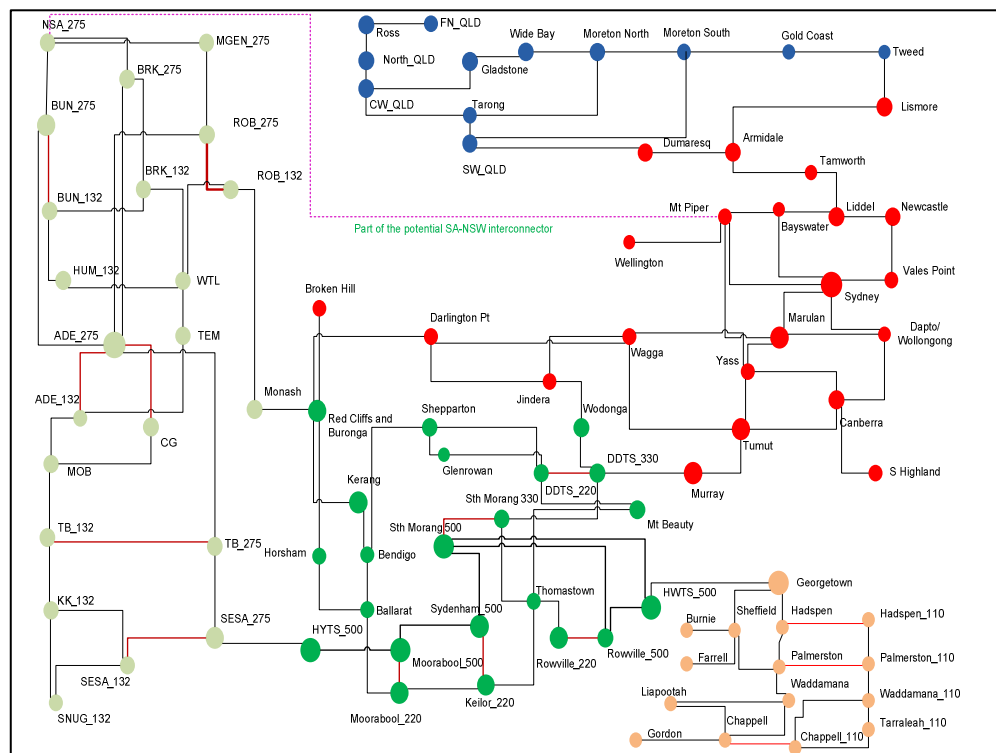 NSA_275
MGEN_275
BRK_275
BUN_275
ROB_275
BRK_132
ROB_132
BUN_132
HUM_132
WTL
ADE_275
TEM
ADE_132
CG
MOB
Monash
TB_132
TB_275
KK_132
SESA_275
SESA_132
SNUG_132
Ross
FN_QLD
North_QLD
CW_QLD
Gladstone
Wide Bay
Moreton North
Moreton South
Gold Coast
Tweed
Tarong
SW_QLD
Lismore
Dumaresq
Armidale
Tamworth
Mt Piper
Bayswater
Liddel
Newcastle
Part of the potential SA-NSW interconnector
Wellington
Vales Point
Sydney
Broken Hill
Darlington Pt
Wagga
Marulan
Dapto/
Wollongong
Yass
Jindera
Canberra
Tumut
S Highland
Murray
Red Cliffs and
Buronga
Shepparton
Wodonga
Glenrowan
DDTS_330
DDTS_220
Kerang
Sth Morang 330
Mt Beauty
Sth Morang500
Horsham
Bendigo
Ballarat
Thomastown
HWTS_500
Sydenham_500
HYTS_500
Moorabool_500
Rowville_220
Rowville_500
Keilor_220
Moorabool_220
Georgetown
Sheffield
Hadspen
Hadspen_110
Burnie
Farrell
Palmerston
Palmerston_110
Waddamana
Waddamana_110
Liapootah
Chappell
Tarraleah_110
Gordon
Chappell_110